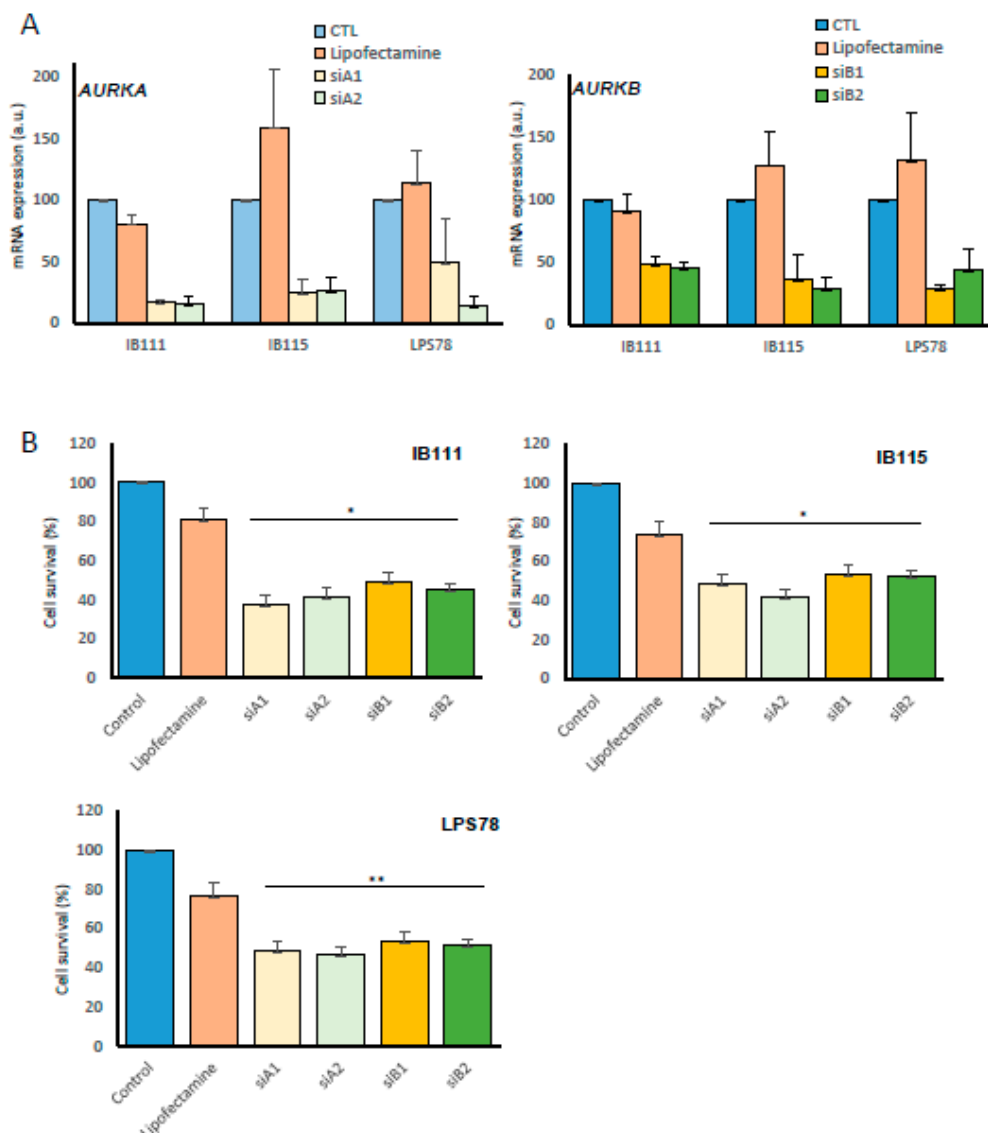 A
CTL
Lipofectamine
siA1
siA2
AURKA
mRNA expression (a.u.)
200
150
100
50
0
IB111
IB115
LPS78
CTL
Lipofectamine
siB1
siB2
AURKB
mRNA expression (a.u.)
200
150
100
50
0
IB111
IB115
LPS78
B
IB111
Cell survival (%)
120
100
80
60
40
20
0
*
Control
Lipofectamine
siA1
siA2
siB1
siB2
IB115
Cell survival (%)
120
100
80
60
40
20
0
*
Control
Lipofectamine
siA1
siA2
siB1
siB2
LPS78
Cell survival (%)
120
100
80
60
40
20
0
**
Control
Lipofectamine
siA1
siA2
siB1
siB2